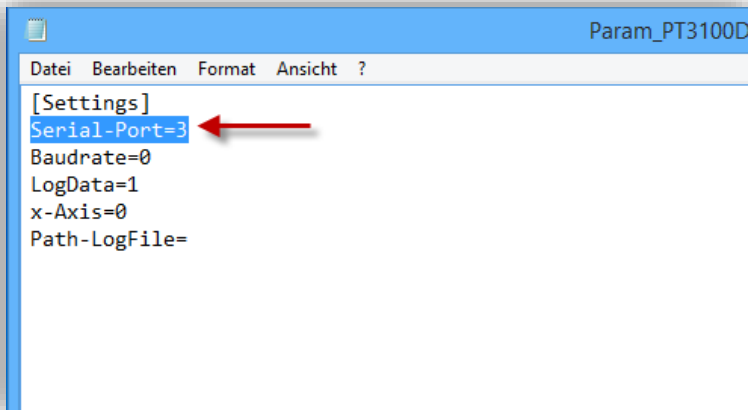 Param_PT3100D
Datei Bearbeiten Format Ansicht ?
[Settings]
Serial-Port=3
Baudrate=0
LogData=1
x-Axis=0
Path-LogFile=